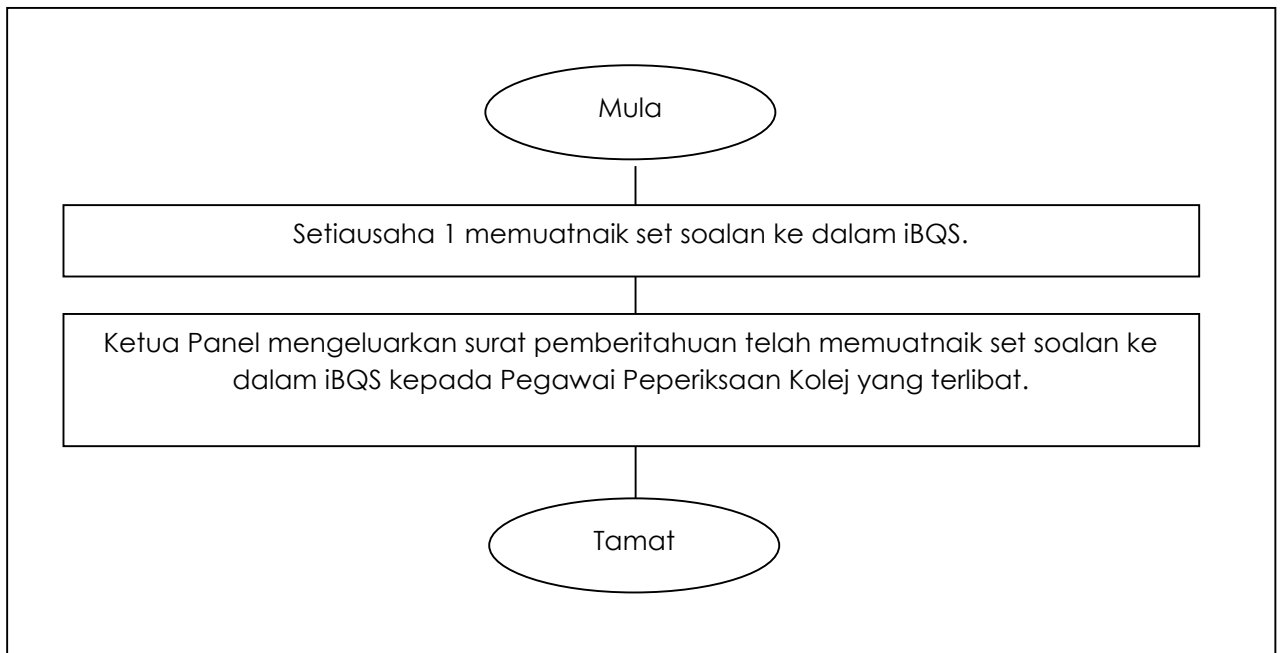 Mula
Setiausaha 1 memuatnaik set soalan ke dalam iBQS.
Ketua Panel mengeluarkan surat pemberitahuan telah memuatnaik set soalan ke
dalam iBQS kepada Pegawai Peperiksaan Kolej yang terlibat.
Tamat